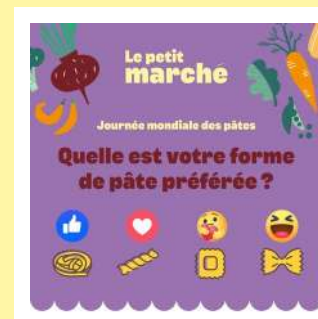 Le petit
marché
Journée mondiale des pâtes
Quelle est votre forme
de pâte préférée ?